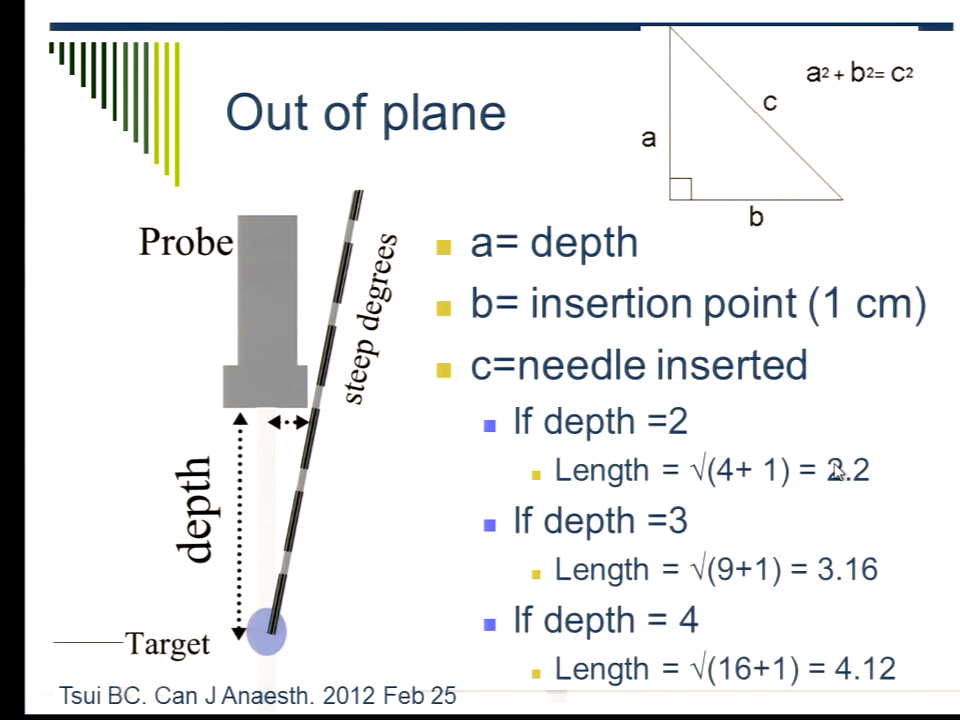 Out of plane
a² + b²= c²
a
c
b
Probe
steep degrees
depth
Target
a= depth
b= insertion point (1 cm)
c=needle inserted
If depth =2
Length = √(4+ 1) = 2.2
If depth =3
Length = √(9+1) = 3.16
If depth = 4
Length = √(16+1) = 4.12
Tsui BC. Can J Anaesth. 2012 Feb 25